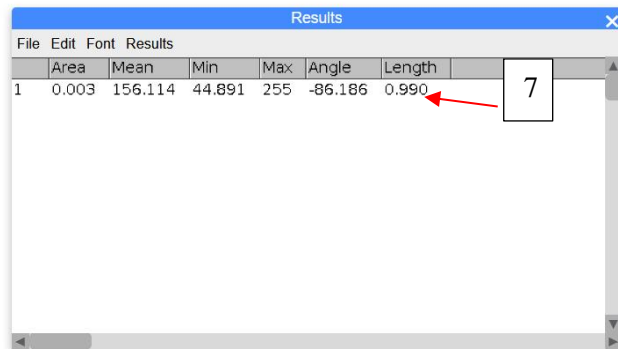 Results
File Edit Font Results
Area Mean Min Max Angle Length
1 0.003 156.114 44.891 255 -86.186 0.990
7